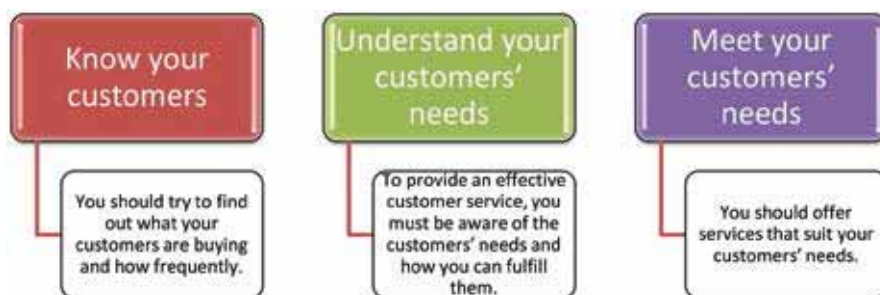 Know your
customers
You should try to find
out what your
customers are buying
and how frequently.
Understand your
customers'
needs
To provide an effective
customer service, you
must be aware of the
customers' needs and
how you can fulfill
them.
Meet your
customers'
needs
You should offer
services that suit your
customers' needs.